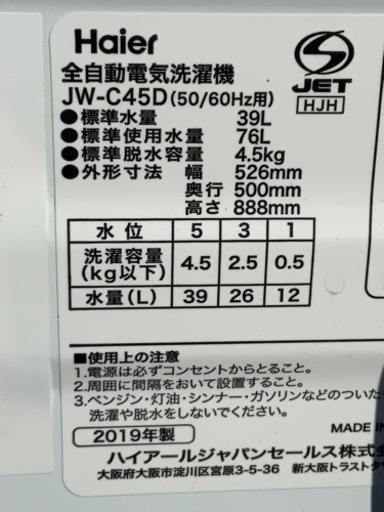 Haier
全自動電気洗濯機
JW-C45D(50/60Hz用)
●標準水量 39L
●標準使用水量 76L
●標準脱水容量 4.5kg
●外形寸法 幅 526mm
奥行 500mm
高さ 888mm
S
JET
HJH
水位 5 3 1
洗濯容量(kg以下) 4.5 2.5 0.5
水量(L) 39 26 12
■使用上の注意
1.電源は必ずコンセントからとること。
2.周囲に間隔をおいて設置すること。
3.ベンジン・灯油・シンナー・ガソリンなどのついた
洗濯や脱水をしないでください。
2019年製
MADE IN
ハイアールジャパンセールス株式
大阪府大阪市淀川区宮原3-5-36 新大阪トラストタ